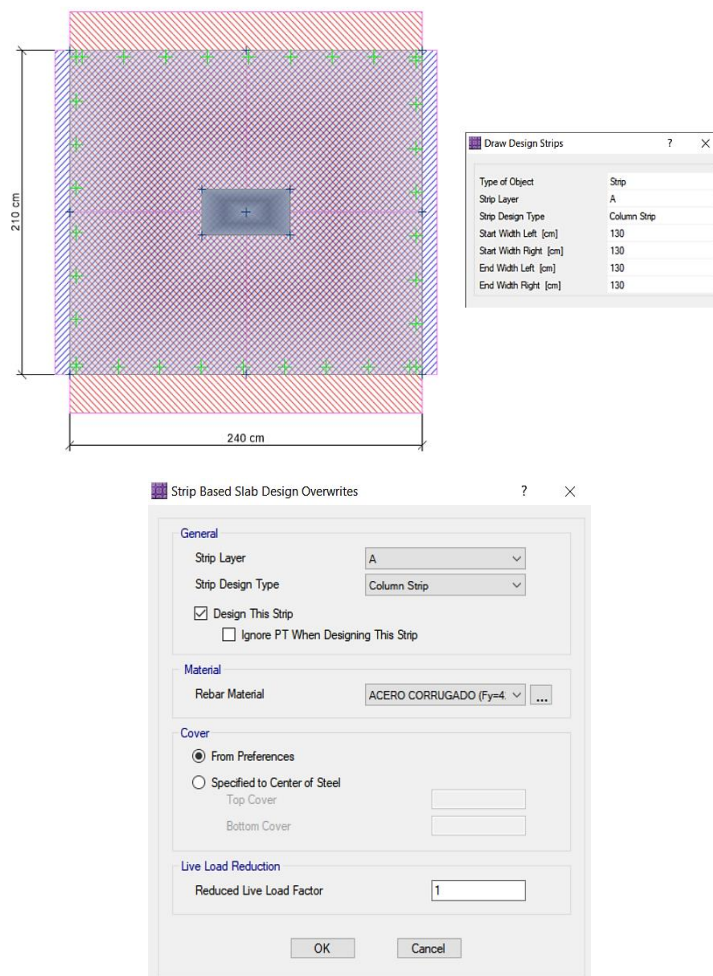 210 cm
240 cm
Draw Design Strips ? X
Type of Object Strip
Strip Layer A
Strip Design Type Column Strip
Start Width Left [cm] 130
Start Width Right [cm] 130
End Width Left [cm] 130
End Width Right [cm] 130
Strip Based Slab Design Overwrites ? X
General
Strip Layer A
Strip Design Type Column Strip
Design This Strip
Ignore PT When Designing This Strip
Material
Rebar Material ACERO CORRUGADO (Fy=4. ...
Cover
From Preferences
Specified to Center of Steel
Top Cover
Bottom Cover
Live Load Reduction
Reduced Live Load Factor 1
OK Cancel